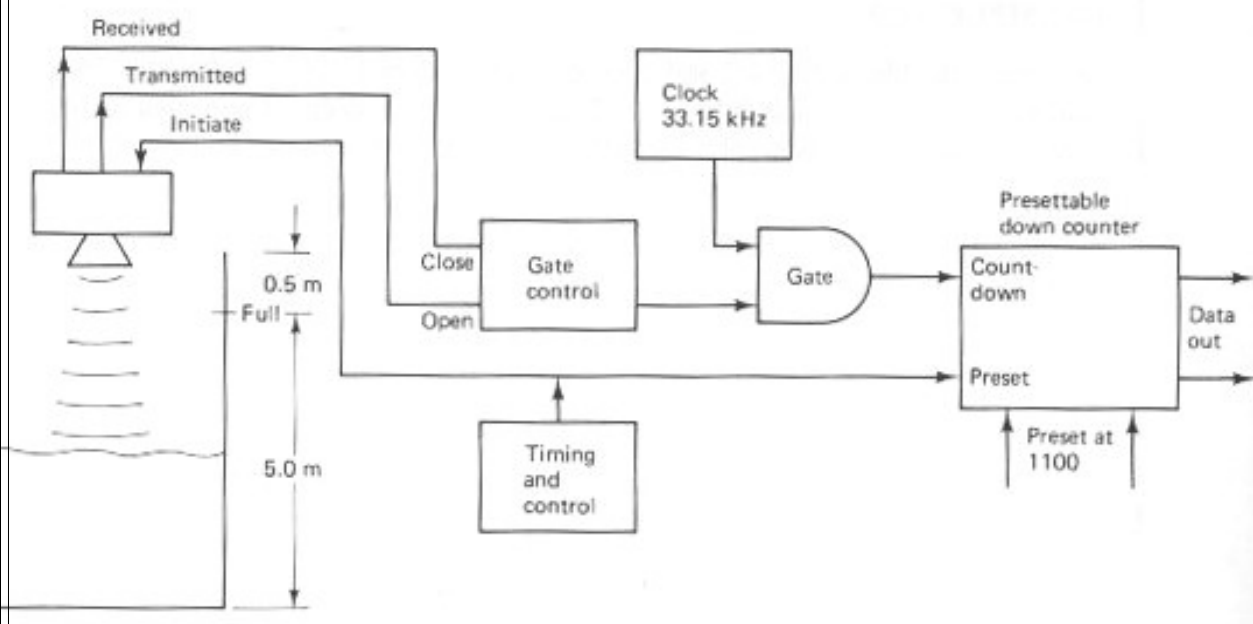 Received
Transmitted
Initiate
Clock
33.15 kHz
Presettable
down counter
0.5 m
Full
Close
Open
Gate
control
Gate
Count-
down
Data
out
Preset
Preset at
1100
5.0 m
Timing
and
control